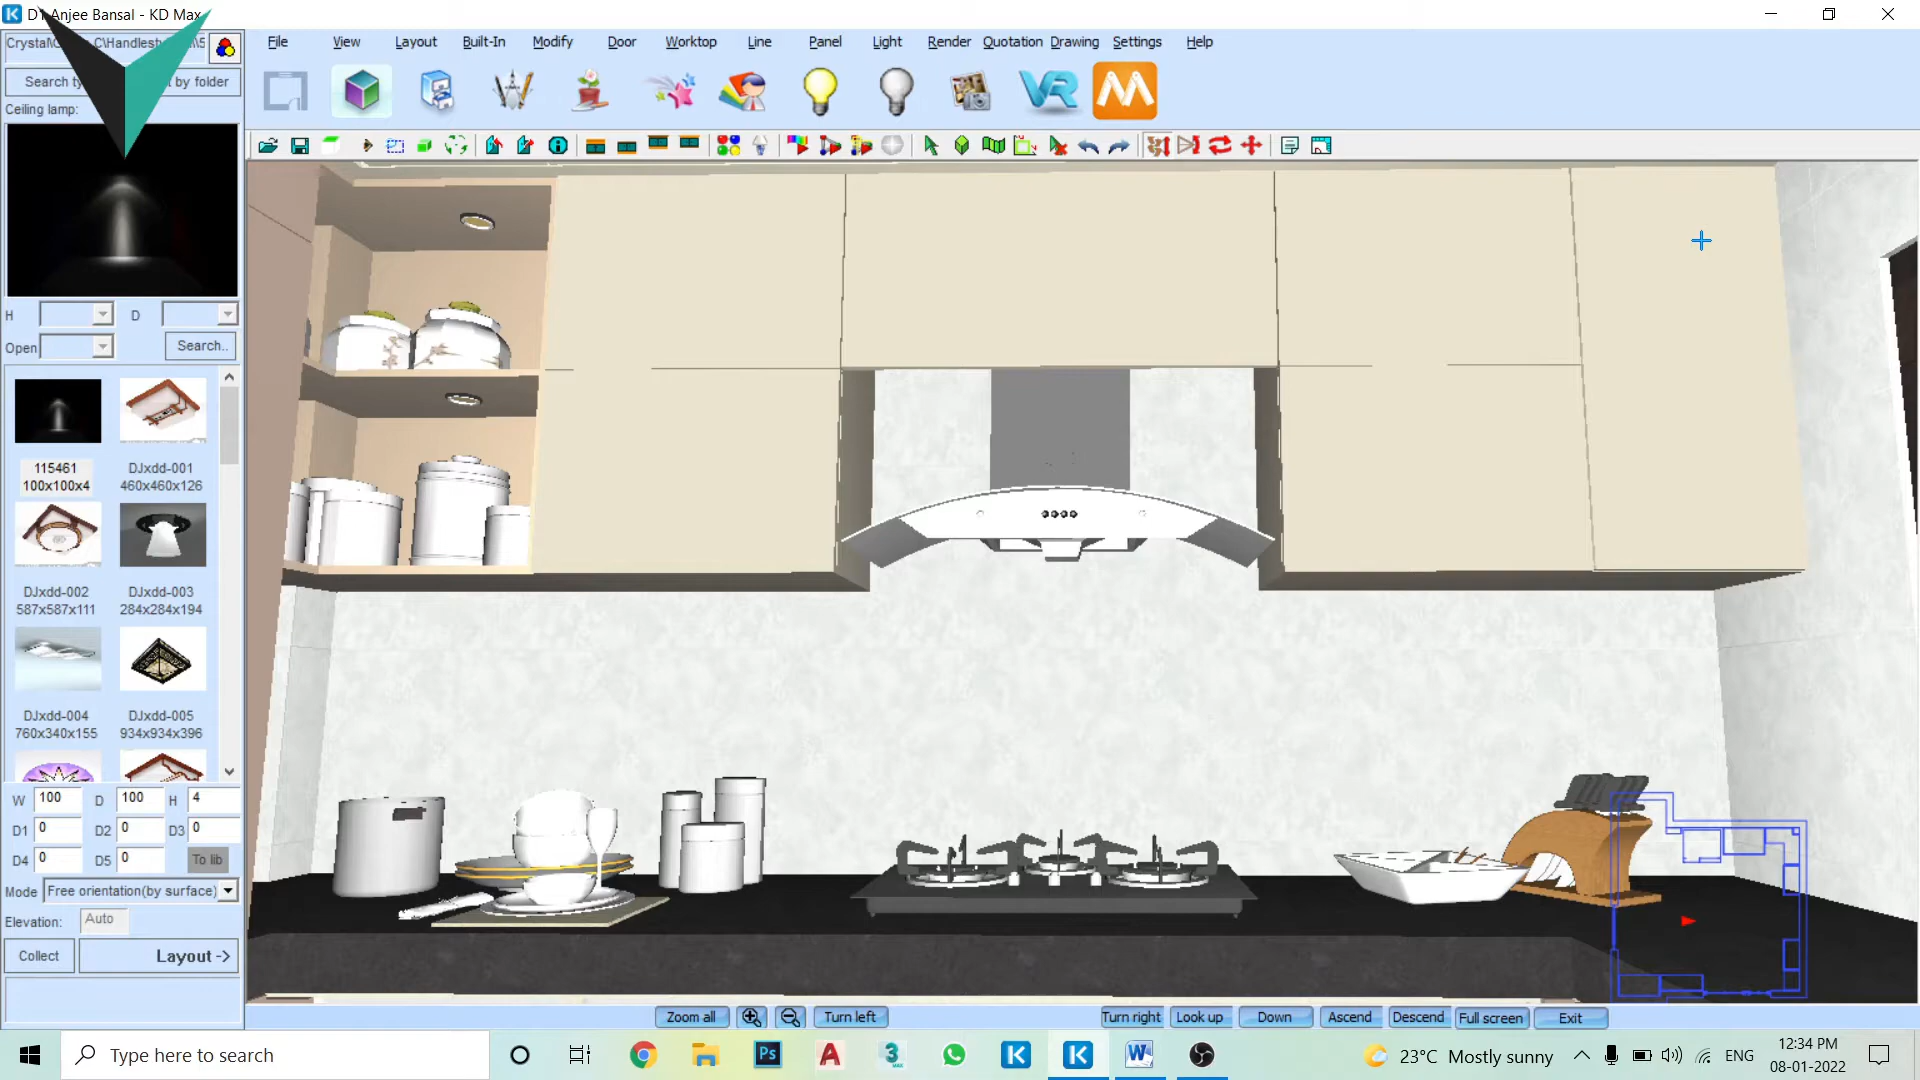 Anjee Bansal - KD Max
Search
by folder
Ceiling lamp:
H
D
Open
Search..
115461
100x100x4
DJxdd-001
460x460x126
DJxdd-002
587x587x111
DJxdd-003
284x284x194
DJxdd-004
760x340x155
DJxdd-005
934x934x396
W 100 D 100 H 4
D1 0 D2 0 D3 0
D4 0 D5 0 To lib
Mode Free orientation(by surface)
Elevation: Auto
Collect Layout ->
File View Layout Built-In Modify Door Worktop Line Panel Light Render Quotation Drawing Settings Help
VR
Zoom all Turn left Turn right Look up Down Ascend Descend Full screen Exit
Type here to search
Ps
A
3
K
K
W
23°C Mostly sunny
ENG
12:34 PM
08-01-2022